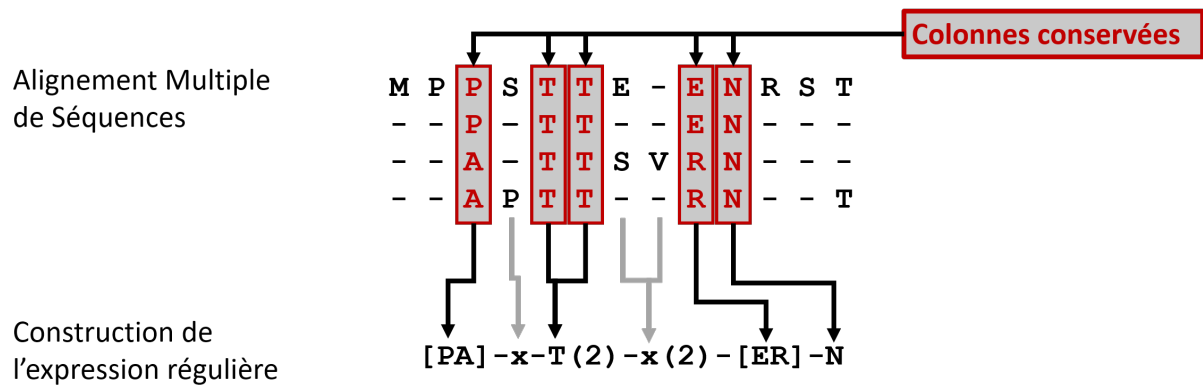 Colonnes conservées
Alignement Multiple
de Séquences
M P P S T T E - E N R S T
- - P - T T - - E N - - -
- - A - T T S V R N - - -
- - A P T T - - R N - - T
Construction de
l'expression régulière
[PA]-x-T(2)-x(2)-[ER]-N